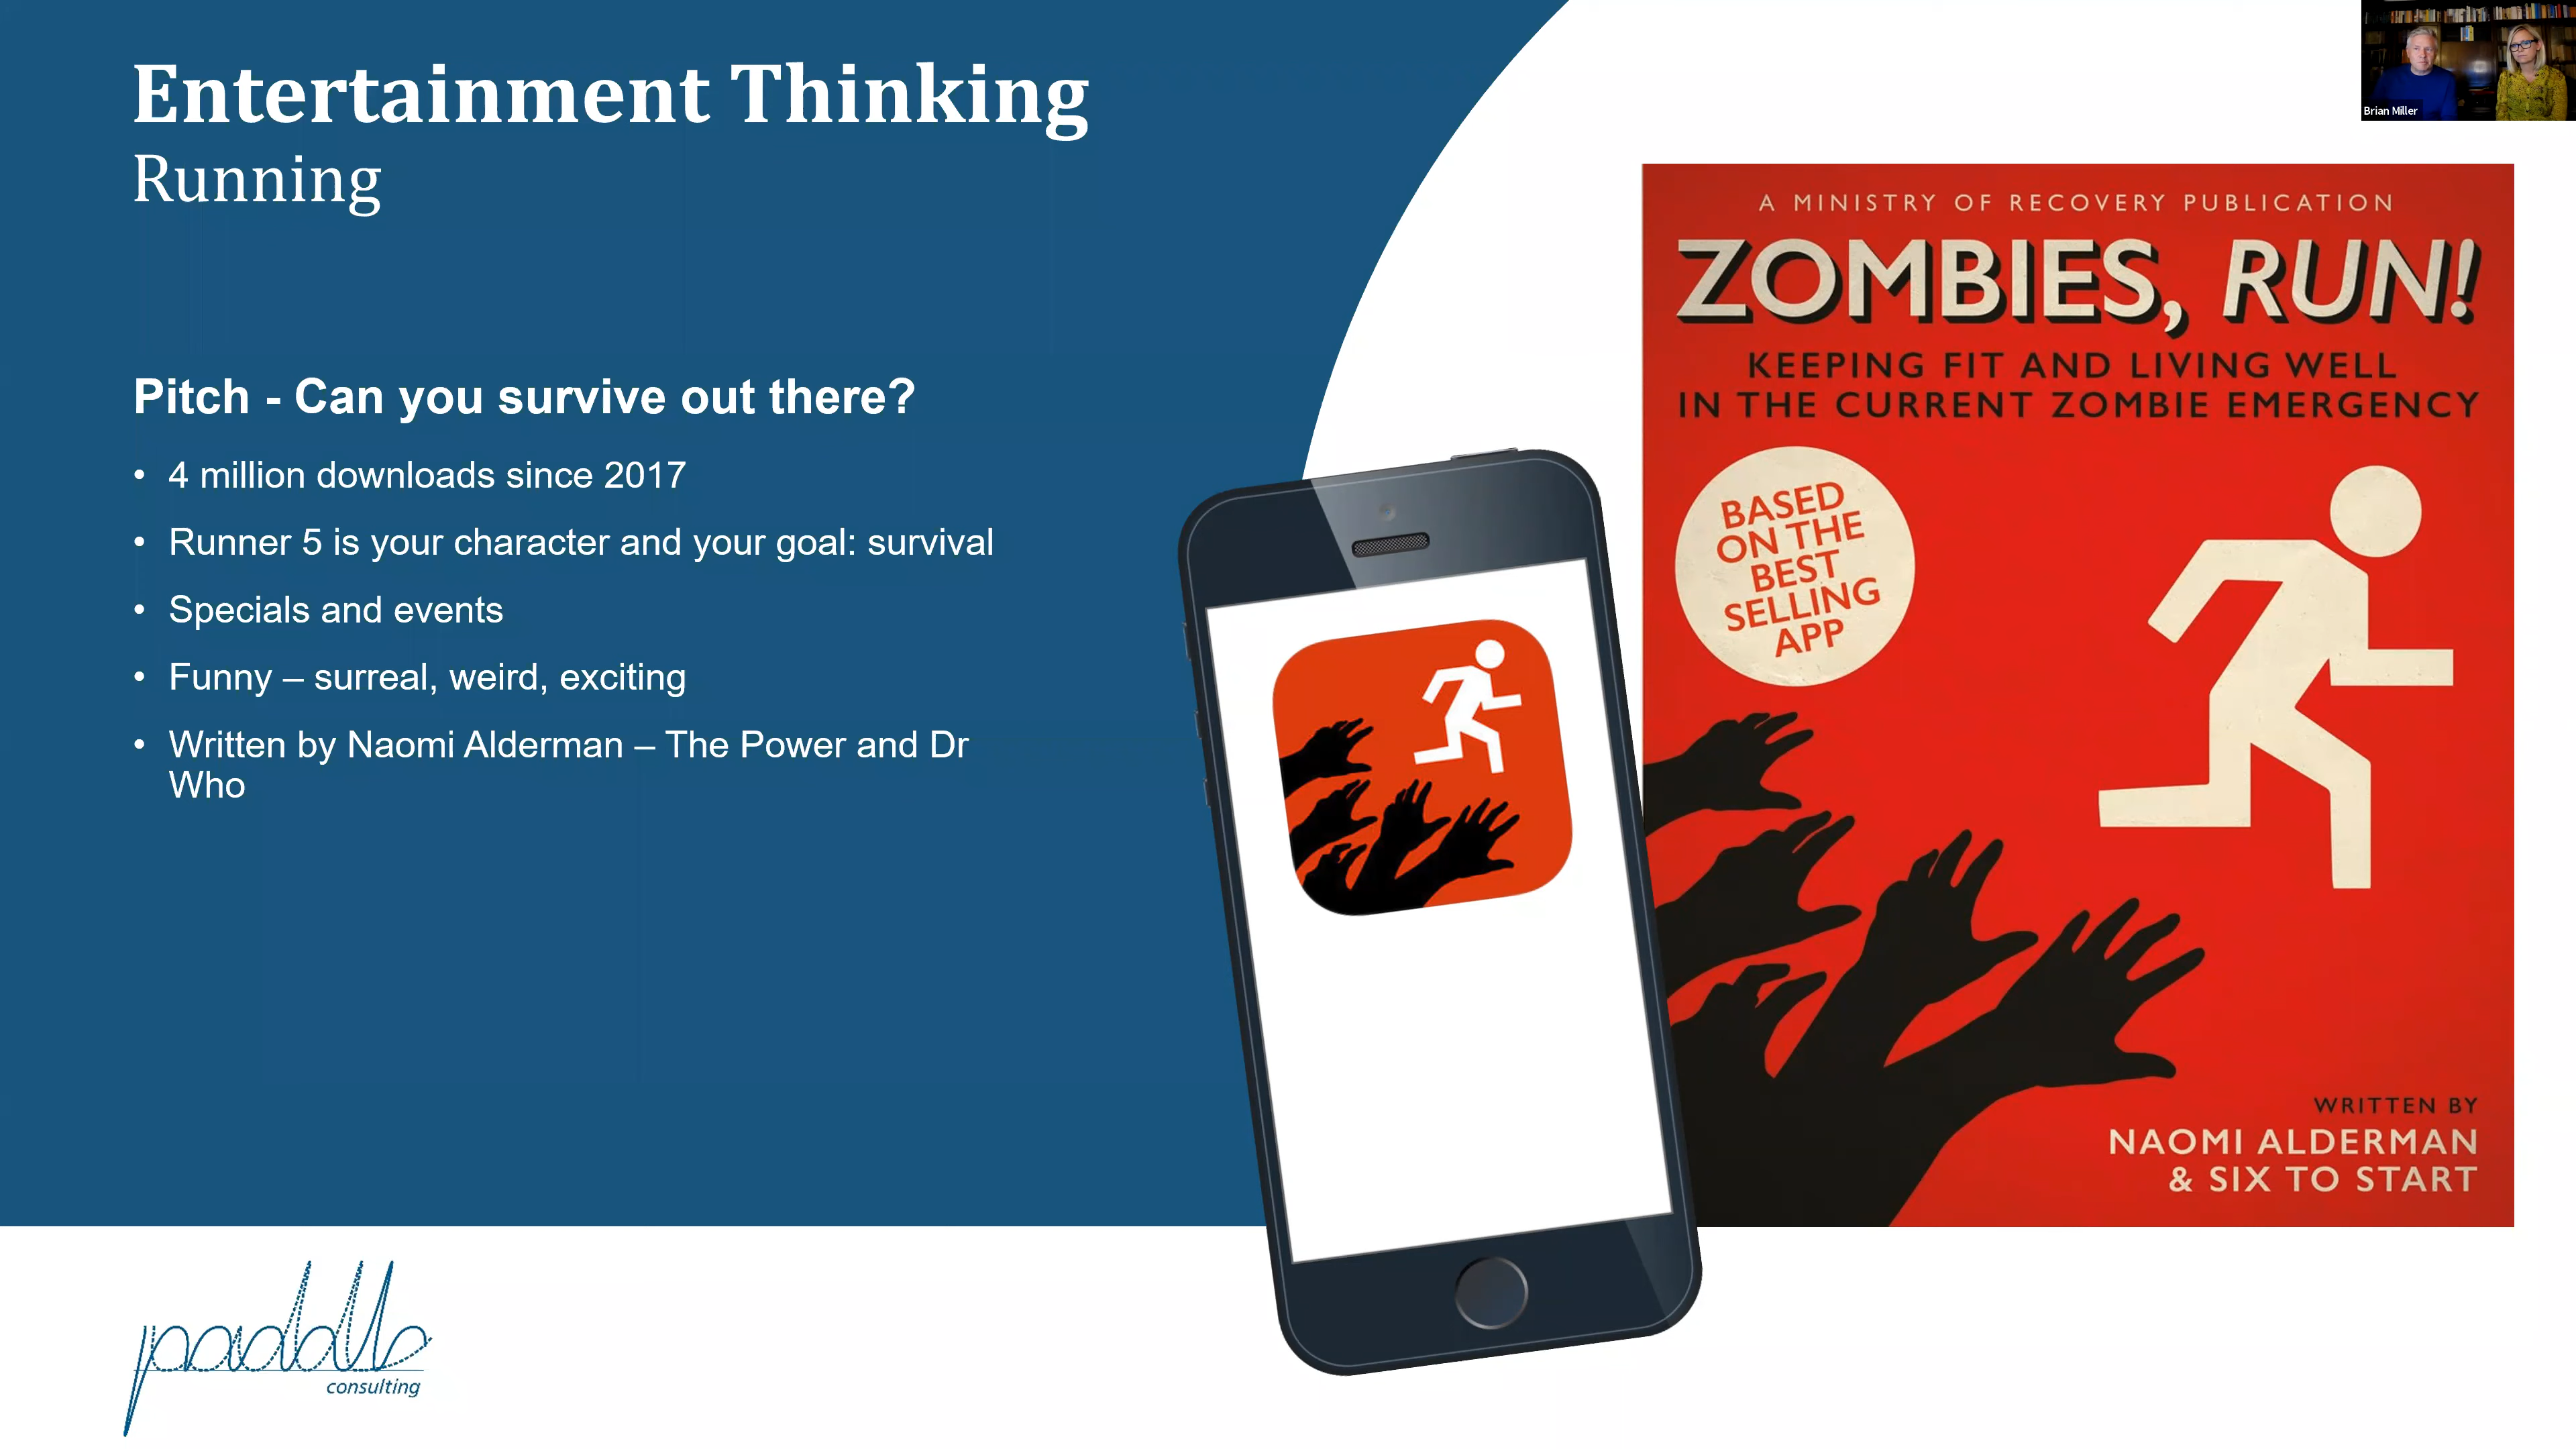 Entertainment Thinking
Running
Pitch - Can you survive out there?
• 4 million downloads since 2017
• Runner 5 is your character and your goal: survival
• Specials and events
• Funny – surreal, weird, exciting
• Written by Naomi Alderman – The Power and Dr
Who
Brian Miller
A MINISTRY OF RECOVERY PUBLICATION
ZOMBIES, RUN!
KEEPING FIT AND LIVING WELL
IN THE CURRENT ZOMBIE EMERGENCY
BASED
ON THE
BEST
SELLING
APP
WRITTEN BY
NAOMI ALDERMAN
& SIX TO START
padalle
consulting